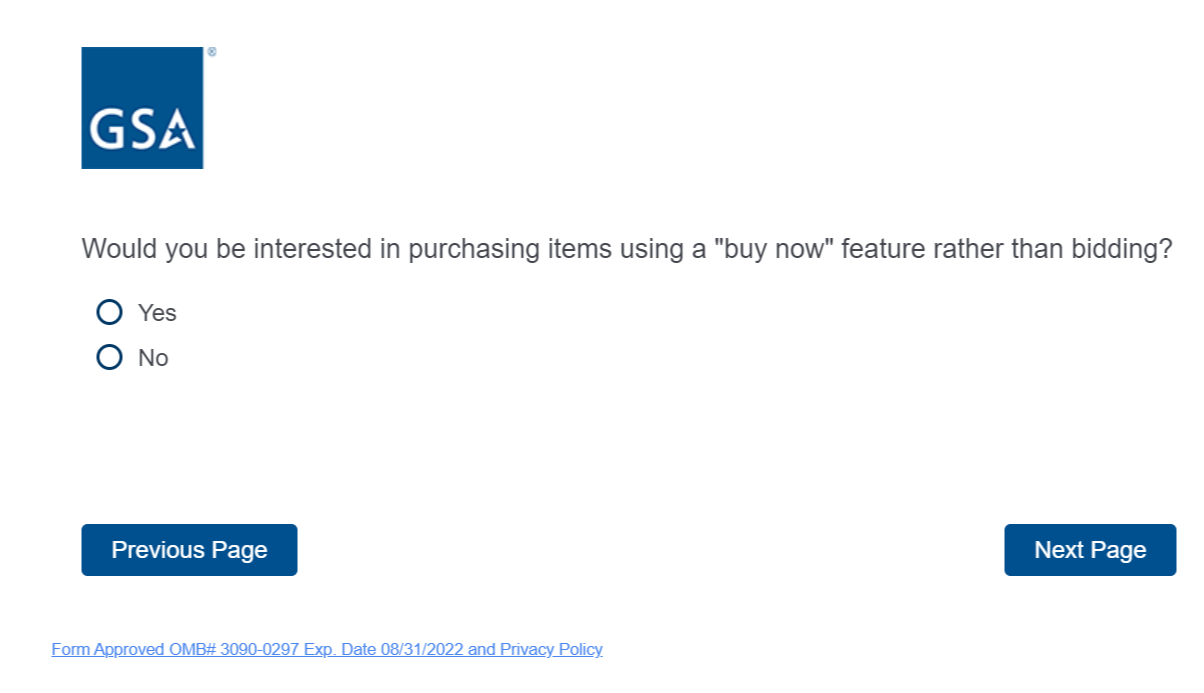 ®
GSA
Would you be interested in purchasing items using a "buy now" feature rather than bidding?
Yes
No
Previous Page
Next Page
Form Approved OMB# 3090-0297 Exp. Date 08/31/2022 and Privacy Policy